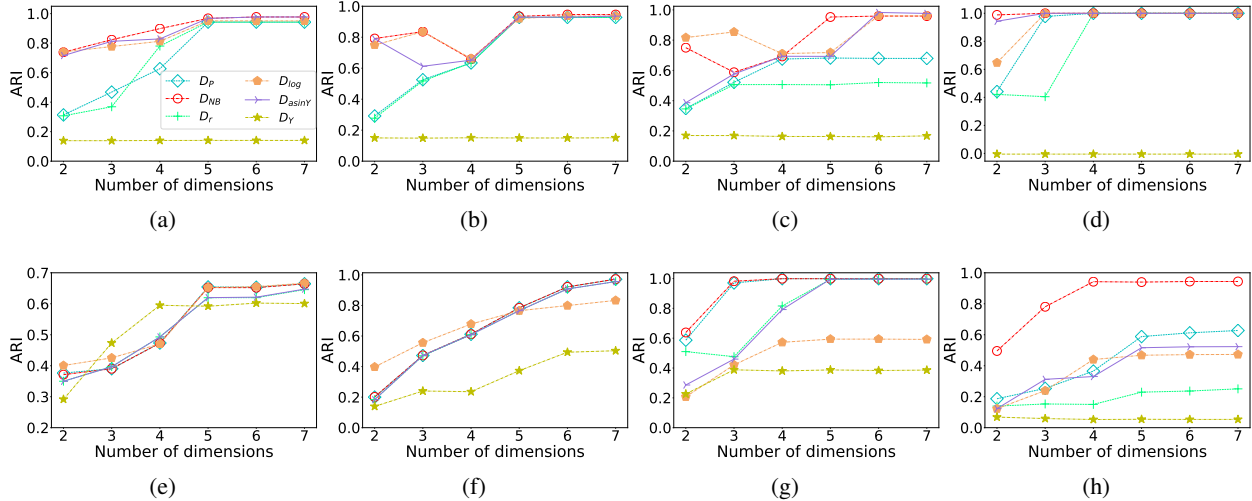 ARI
1.0
0.8
0.6
0.4
0.2
0.0
2 3 4 5 6 7
Number of dimensions
D_P
D_NB
D_r
D_log
D_asinY
D_Y
(a)
ARI
1.0
0.8
0.6
0.4
0.2
0.0
2 3 4 5 6 7
Number of dimensions
(b)
ARI
1.0
0.8
0.6
0.4
0.2
0.0
2 3 4 5 6 7
Number of dimensions
(c)
ARI
1.0
0.8
0.6
0.4
0.2
0.0
2 3 4 5 6 7
Number of dimensions
(d)
ARI
0.7
0.6
0.5
0.4
0.3
0.2
2 3 4 5 6 7
Number of dimensions
(e)
ARI
1.0
0.8
0.6
0.4
0.2
0.0
2 3 4 5 6 7
Number of dimensions
(f)
ARI
1.0
0.8
0.6
0.4
0.2
0.0
2 3 4 5 6 7
Number of dimensions
(g)
ARI
1.0
0.8
0.6
0.4
0.2
0.0
2 3 4 5 6 7
Number of dimensions
(h)